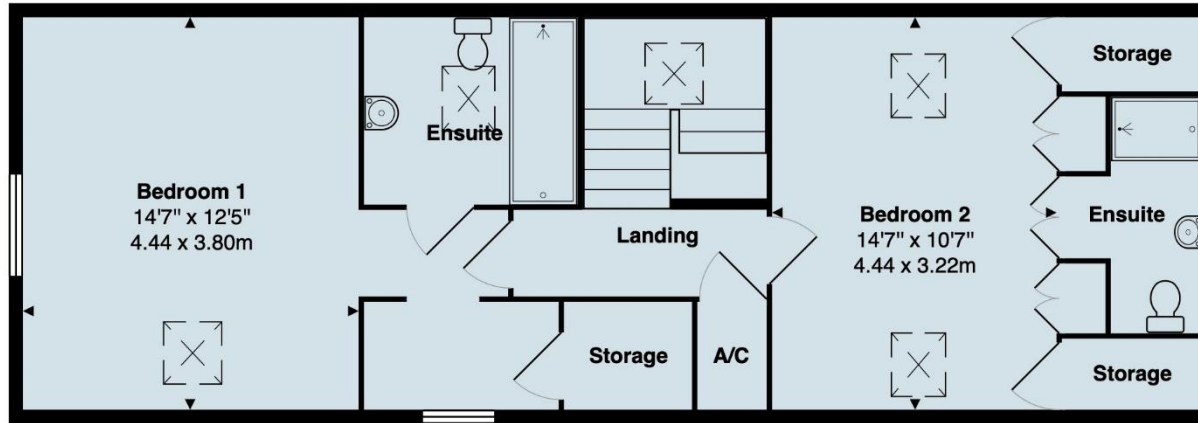 Bedroom 1
14'7" x 12'5"
4.44 x 3.80m
Ensuite
Landing
Storage
A/C
Bedroom 2
14'7" x 10'7"
4.44 x 3.22m
Storage
Ensuite
Storage